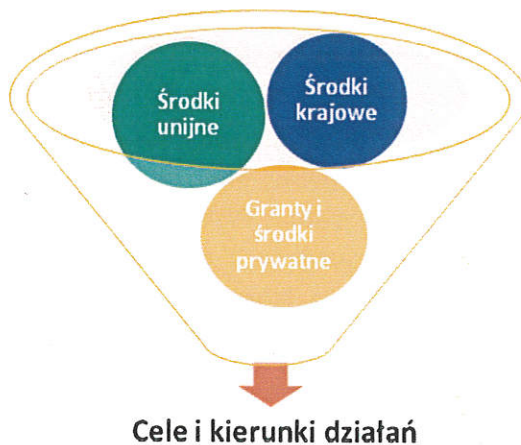 Środki
unijne
Środki
krajowe
Granty i
środki
prywatne
Cele i kierunki działań